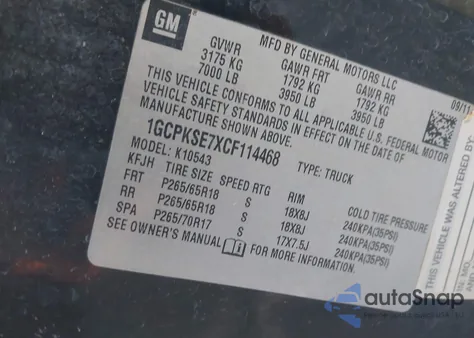 GM
MFD BY GENERAL MOTORS LLC
GVWR GAWR FRT GAWR RR
3175 KG 1792 KG 1792 KG
7000 LB 3950 LB 3950 LB
09/11
THIS VEHICLE CONFORMS TO ALL APPLICABLE U.S. FEDERAL MOTOR
VEHICLE SAFETY STANDARDS IN EFFECT ON THE DATE OF
MANUFACTURE SHOWN ABOVE.
1GCPKSE7XCF114468
TYPE: TRUCK
MODEL: K10543
KFJH TIRE SIZE SPEED RTG RIM COLD TIRE PRESSURE
FRT P265/65R18 S 18X8J 240KPA(35PSI)
RR P265/65R18 S 18X8J 240KPA(35PSI)
SPA P265/70R17 S 17X7.5J 240KPA(35PSI)
SEE OWNER'S MANUAL FOR MORE INFORMATION.
THIS VEHICLE WAS ALTERED BY
autoSnap